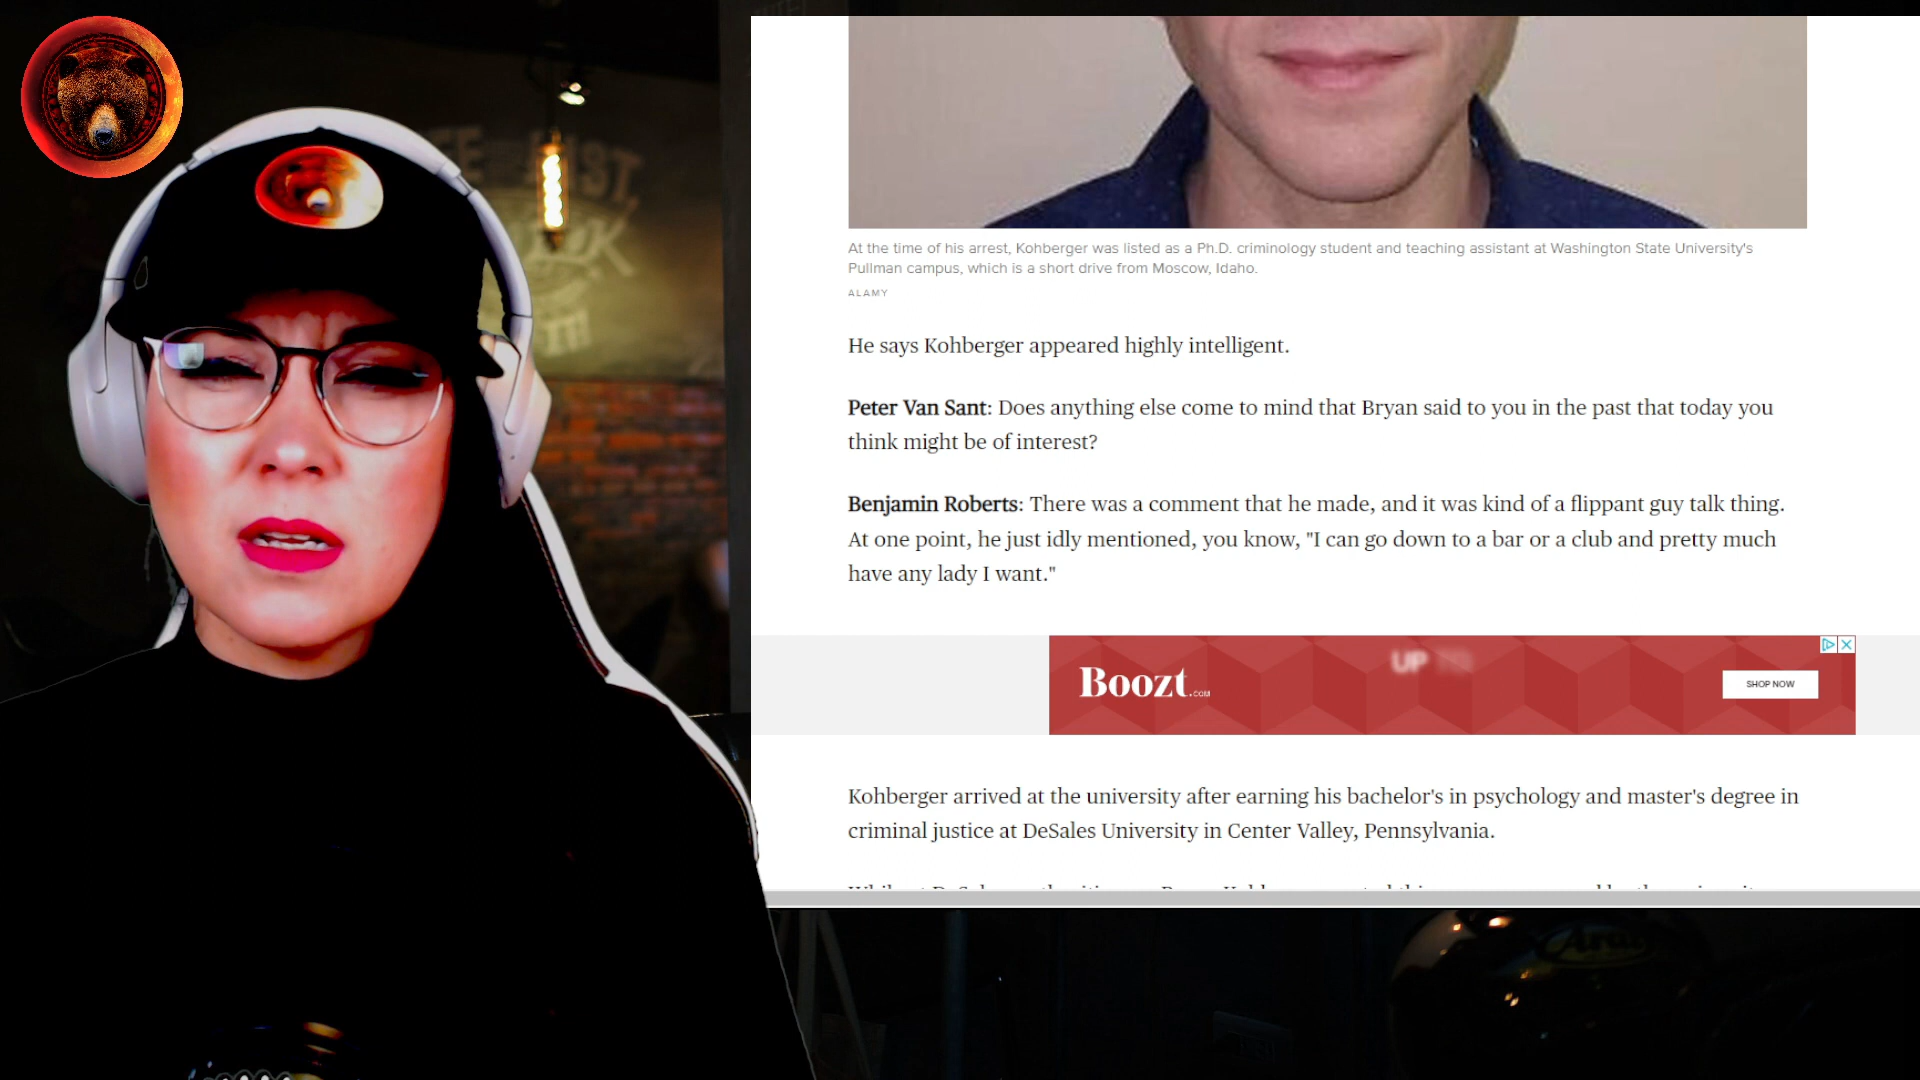 At the time of his arrest, Kohberger was listed as a Ph.D. criminology student and teaching assistant at Washington State University's
Pullman campus, which is a short drive from Moscow, Idaho.
ALAMY
He says Kohberger appeared highly intelligent.
Peter Van Sant: Does anything else come to mind that Bryan said to you in the past that today you
think might be of interest?
Benjamin Roberts: There was a comment that he made, and it was kind of a flippant guy talk thing.
At one point, he just idly mentioned, you know, "I can go down to a bar or a club and pretty much
have any lady I want."
UP
Boozt.com
SHOP NOW
Kohberger arrived at the university after earning his bachelor's in psychology and master's degree in
criminal justice at DeSales University in Center Valley, Pennsylvania.